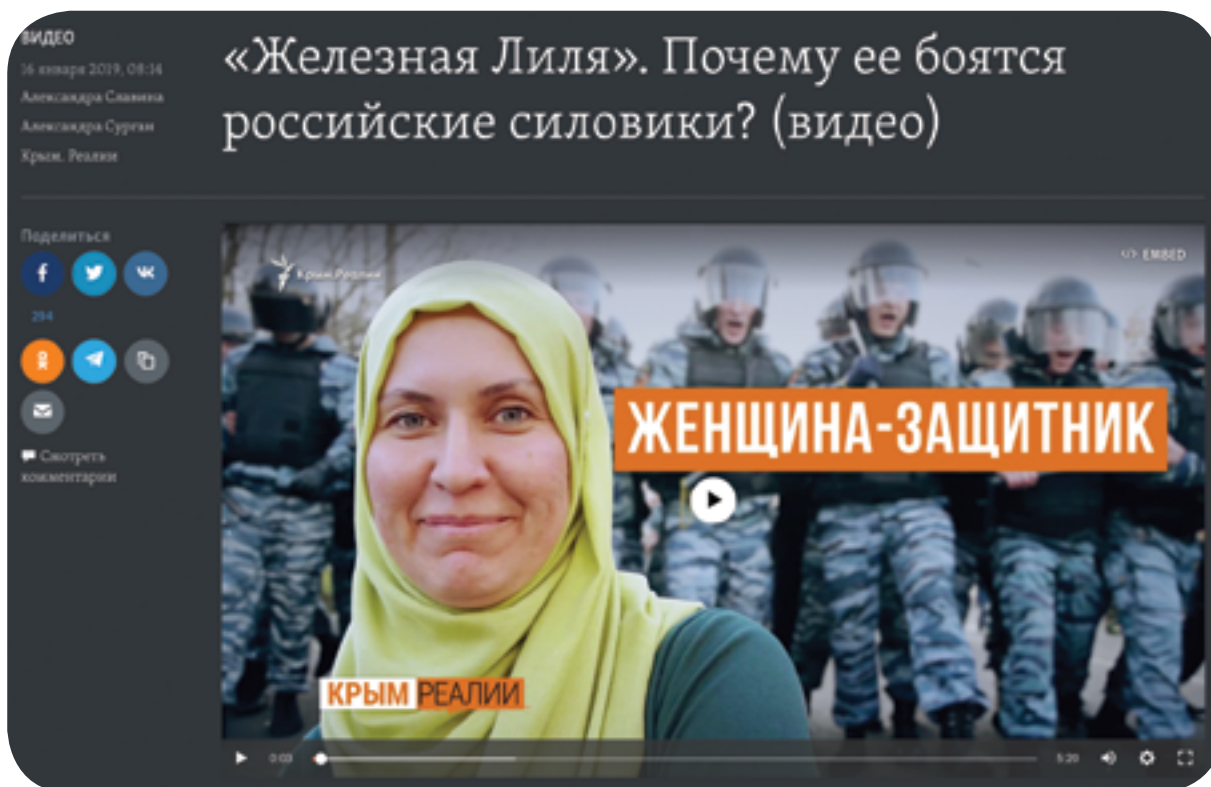 ВИДЕО
16 января 2019, 08:14
Александра Славина
Александра Сурган
Крым. Реалии
«Железная Лиля». Почему ее боятся
российские силовики? (видео)
Поделиться
294
Смотреть
комментарии
Крым.Реалии
</> EMBED
ЖЕНЩИНА-ЗАЩИТНИК
КРЫМ РЕАЛИИ
0:03
5:20